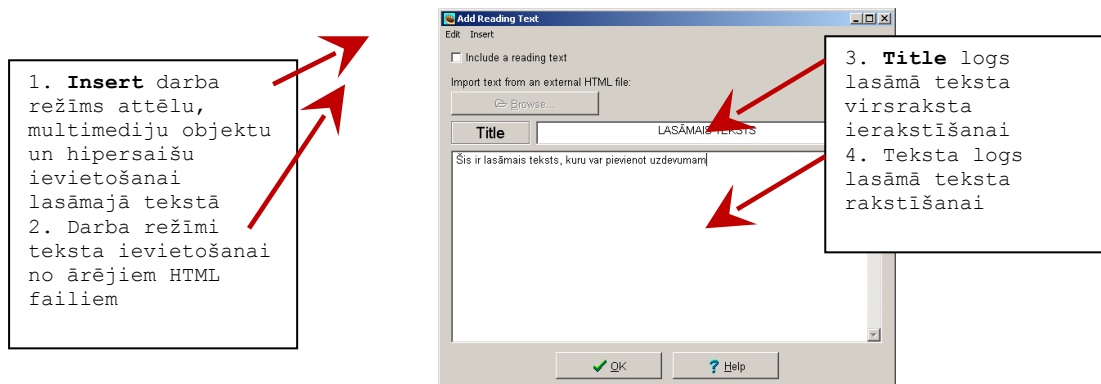 1. Insert darba
režīms attēlu,
multimediju objektu
un hipersaišu
ievietošanai
lasāmajā tekstā
2. Darba režīmi
teksta ievietošanai
no ārējiem HTML
failiem
Add Reading Text
Edit Insert
Include a reading text
Import text from an external HTML file:
Browse...
Title
LASĀMAIS TEKSTS
Šis ir lasāmais teksts, kuru var pievienot uzdevumam
OK
Help
3. Title logs
lasāmā teksta
virsraksta
ierakstīšanai
4. Teksta logs
lasāmā teksta
rakstīšanai